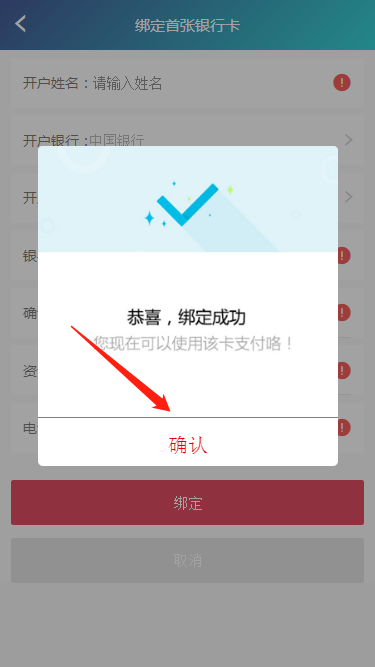 绑定首张银行卡
开户姓名：请输入姓名
开户银行：中国银行
开
银
恭喜，绑定成功
确
您现在可以使用该卡支付咯！
资
电
确认
绑定
取消